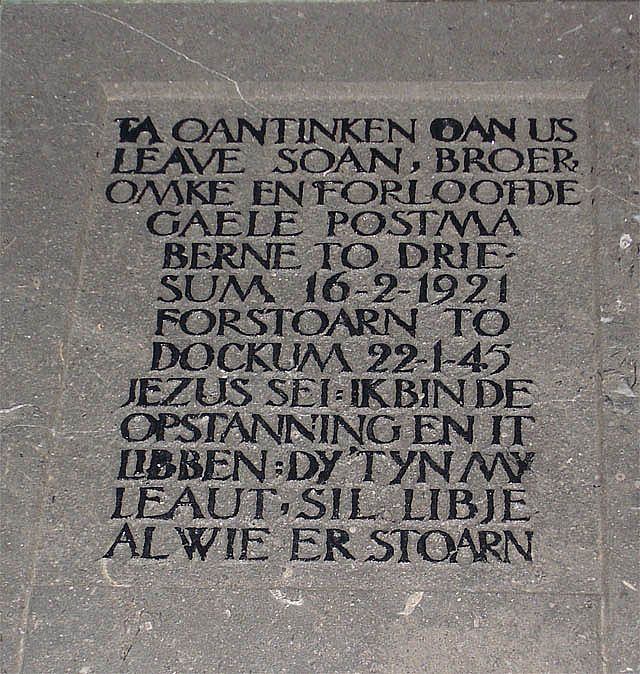 TA OANTINKEN OAN US
LEAVE SOAN, BROER,
OMKE EN FORLOOFDE
GAELE POSTMA
BERNE TO DRIE-
SUM 16-2-1921
FORSTOARN TO
DOCKUM 22-1-45
JEZUS SEI: IK BIN DE
OPSTANNING EN IT
LIBBEN: DY 'T YN MY
LEAUT, SIL LIBJE
AL WIE ER STOARN